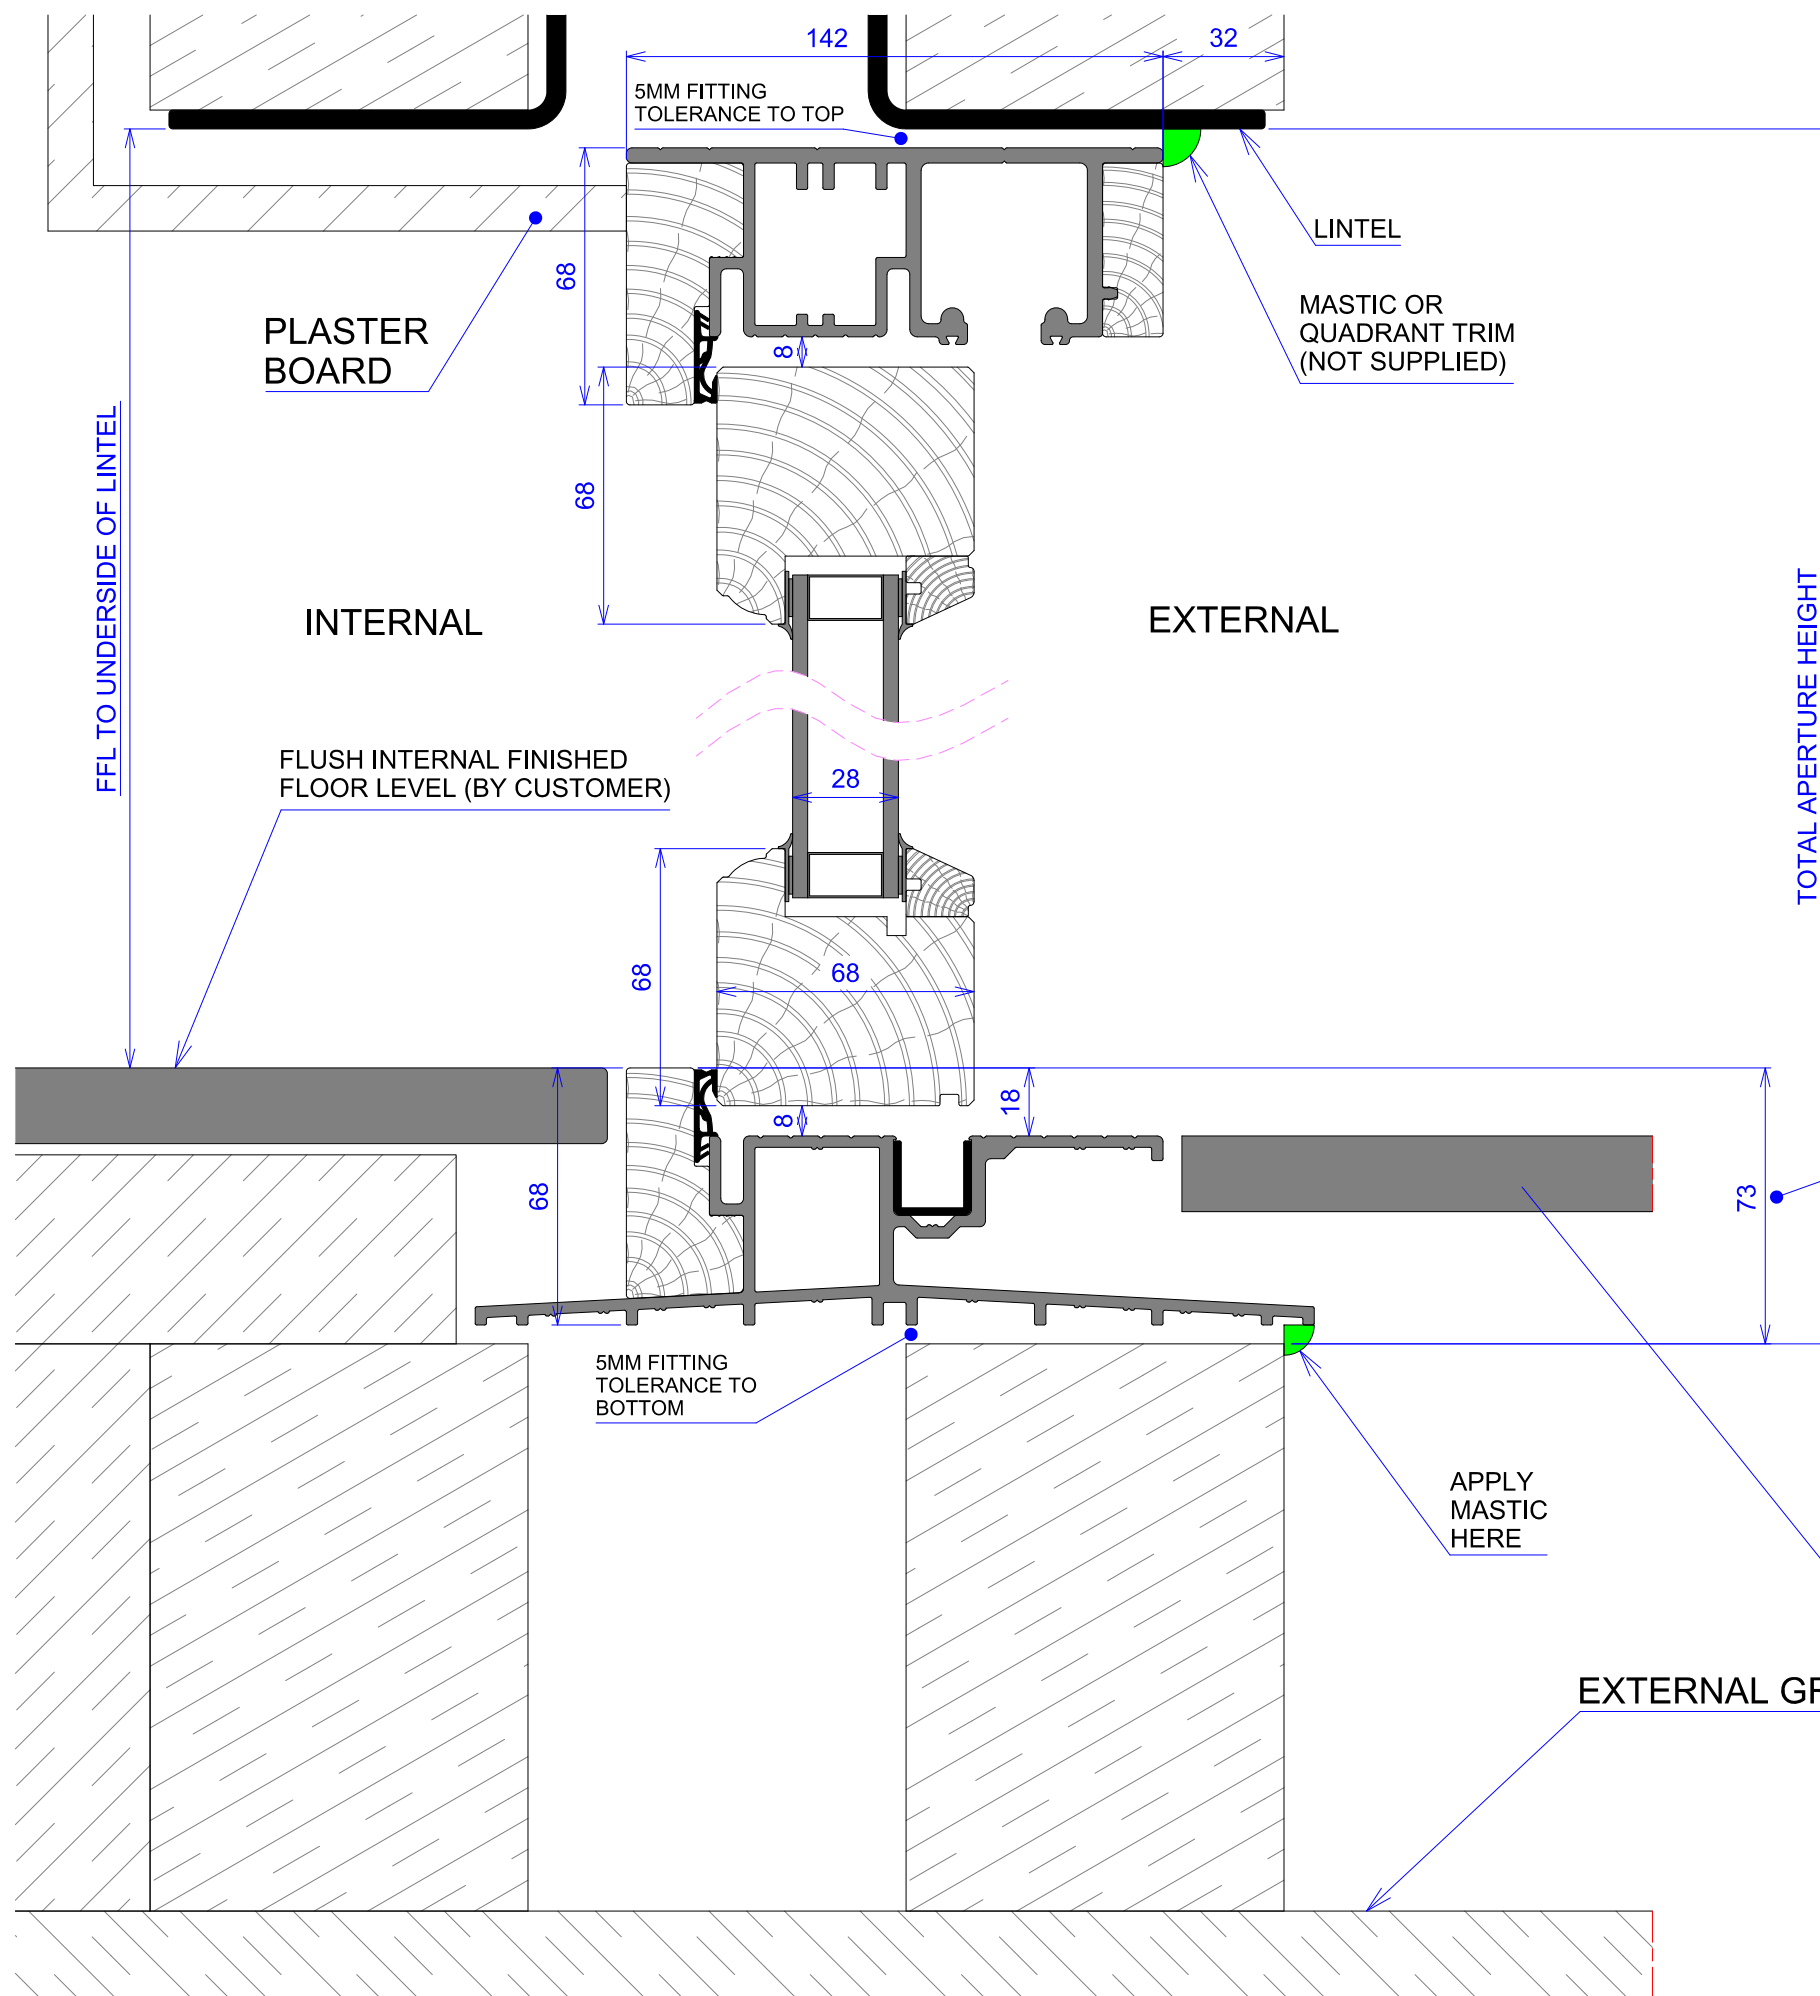 142
32
5MM FITTING
TOLERANCE TO TOP
LINTEL
68
MASTIC OR
QUADRANT TRIM
(NOT SUPPLIED)
PLASTER
BOARD
8
68
FFL TO UNDERSIDE OF LINTEL
INTERNAL
EXTERNAL
TOTAL APERTURE HEIGHT
FLUSH INTERNAL FINISHED
FLOOR LEVEL (BY CUSTOMER)
28
68
68
18
8
68
73
5MM FITTING
TOLERANCE TO
BOTTOM
APPLY
MASTIC
HERE
EXTERNAL